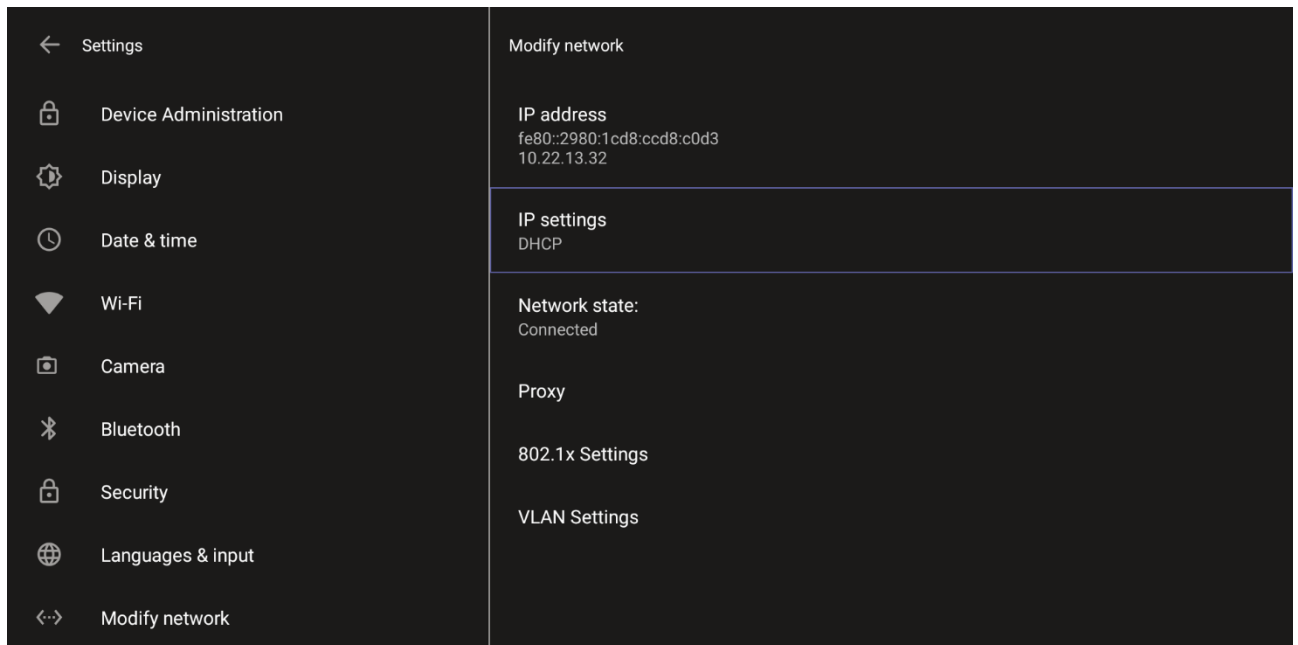 Settings
Device Administration
Display
Date & time
Wi-Fi
Camera
Bluetooth
Security
Languages & input
Modify network
Modify network
IP address
fe80::2980:1cd8:ccd8:c0d3
10.22.13.32
IP settings
DHCP
Network state:
Connected
Proxy
802.1x Settings
VLAN Settings